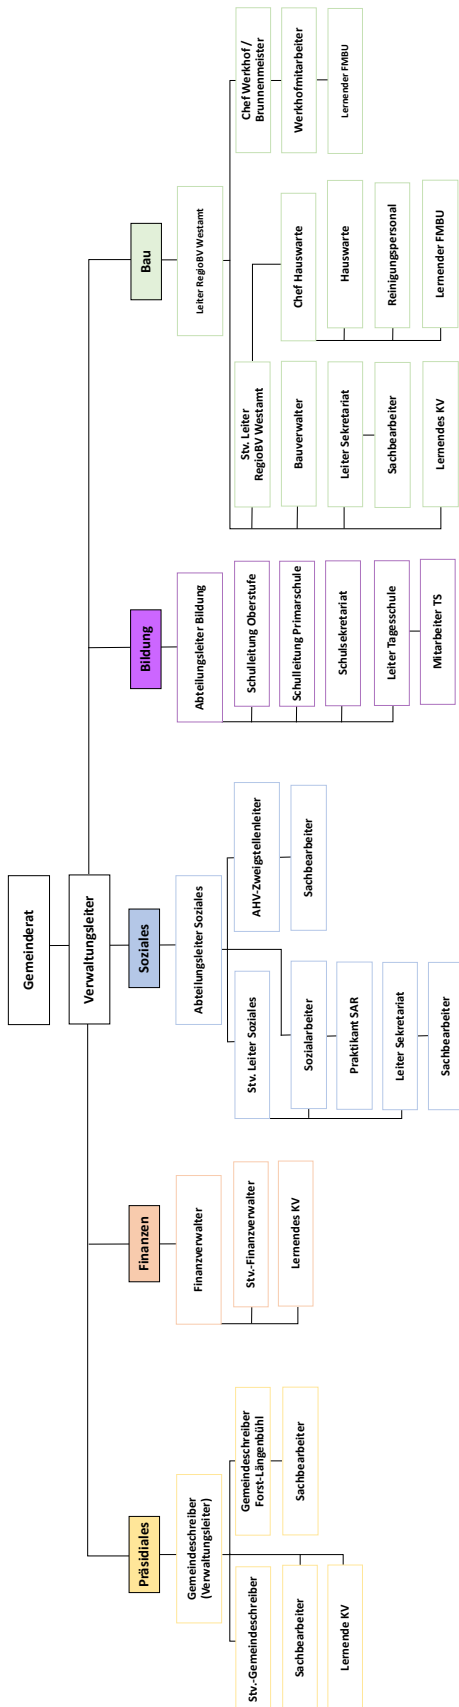 Gemeinderat
Verwaltungsleiter
Präsidiales
Gemeindeschreiber
(Verwaltungsleiter)
Stv.-Gemeindeschreiber
Sachbearbeiter
Lernende KV
Gemeindeschreiber
Forst-Längenbühl
Sachbearbeiter
Finanzen
Finanzverwalter
Stv.-Finanzverwalter
Lernendes KV
Soziales
Abteilungsleiter Soziales
Stv. Leiter Soziales
Sozialarbeiter
Praktikant SAR
Leiter Sekretariat
Sachbearbeiter
AHV-Zweigstellenleiter
Sachbearbeiter
Bildung
Abteilungsleiter Bildung
Schulleitung Oberstufe
Schulleitung Primarschule
Schulsekretariat
Leiter Tagesschule
Mitarbeiter TS
Bau
Leiter RegioBV Westamt
Stv. Leiter
RegioBV Westamt
Bauverwalter
Leiter Sekretariat
Sachbearbeiter
Lernendes KV
Chef Hauswarte
Hauswarte
Reinigungspersonal
Lernender FMBU
Chef Werkhof /
Brunnenmeister
Werkhofmitarbeiter
Lernender FMBU